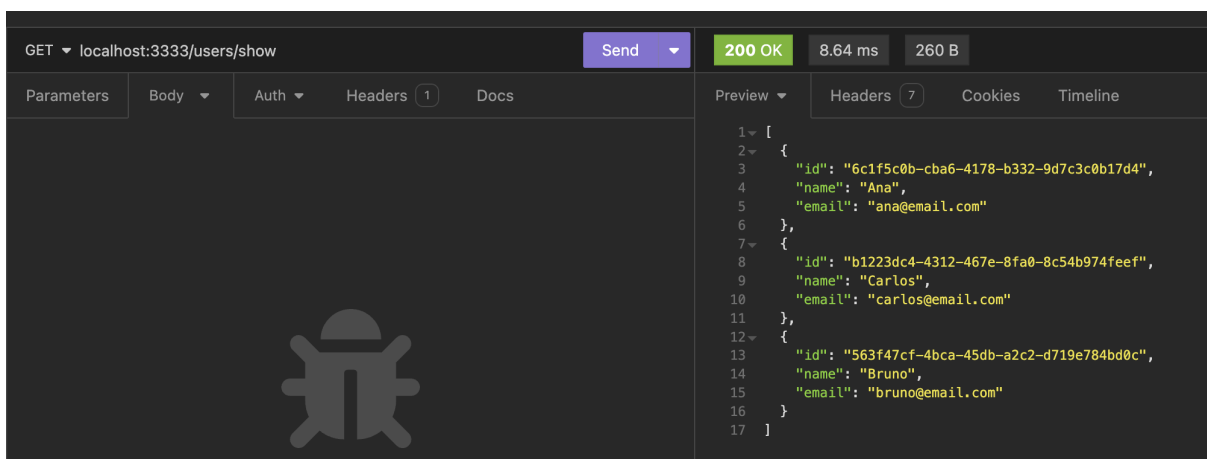 GET localhost:3333/users/show Send
Parameters Body Auth Headers 1 Docs
200 OK 8.64 ms 260 B
Preview Headers 7 Cookies Timeline
1 [
2 {
3 "id": "6c1f5c0b-cba6-4178-b332-9d7c3c0b17d4",
4 "name": "Ana",
5 "email": "ana@email.com"
6 },
7 {
8 "id": "b1223dc4-4312-467e-8fa0-8c54b974feef",
9 "name": "Carlos",
10 "email": "carlos@email.com"
11 },
12 {
13 "id": "563f47cf-4bca-45db-a2c2-d719e784bd0c",
14 "name": "Bruno",
15 "email": "bruno@email.com"
16 }
17 ]